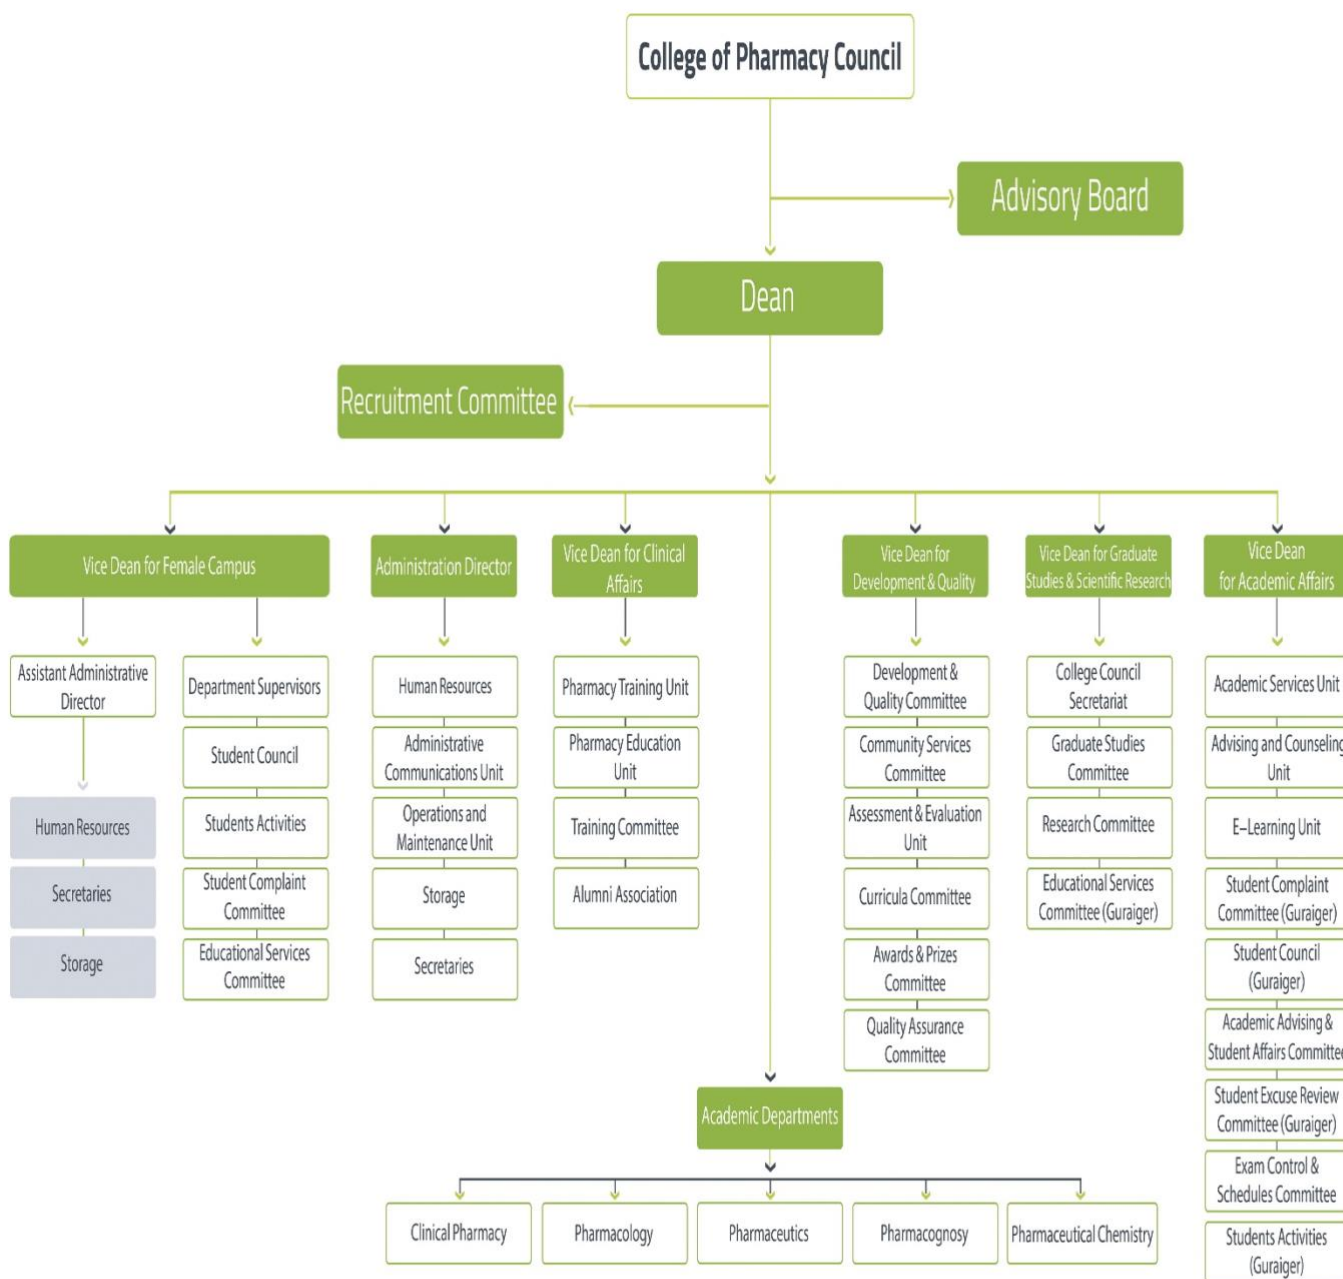 College of Pharmacy Council
Advisory Board
Dean
Recruitment Committee
Vice Dean for Female Campus
Administration Director
Vice Dean for Clinical
Affairs
Vice Dean for
Development & Quality
Vice Dean for Graduate
Studies & Scientific Research
Vice Dean
for Academic Affairs
Assistant Administrative
Director
Human Resources
Secretaries
Storage
Department Supervisors
Student Council
Students Activities
Student Complaint
Committee
Educational Services
Committee
Human Resources
Administrative
Communications Unit
Operations and
Maintenance Unit
Storage
Secretaries
Pharmacy Training Unit
Pharmacy Education
Unit
Training Committee
Alumni Association
Development &
Quality Committee
Community Services
Committee
Assessment & Evaluation
Unit
Curricula Committee
Awards & Prizes
Committee
Quality Assurance
Committee
College Council
Secretariat
Graduate Studies
Committee
Research Committee
Educational Services
Committee (Guraiger)
Academic Services Unit
Advising and Counseling
Unit
E-Learning Unit
Student Complaint
Committee (Guraiger)
Student Council
(Guraiger)
Academic Advising &
Student Affairs Committee
Student Excuse Review
Committee (Guraiger)
Exam Control &
Schedules Committee
Students Activities
(Guraiger)
Academic Departments
Clinical Pharmacy
Pharmacology
Pharmaceutics
Pharmacognosy
Pharmaceutical Chemistry